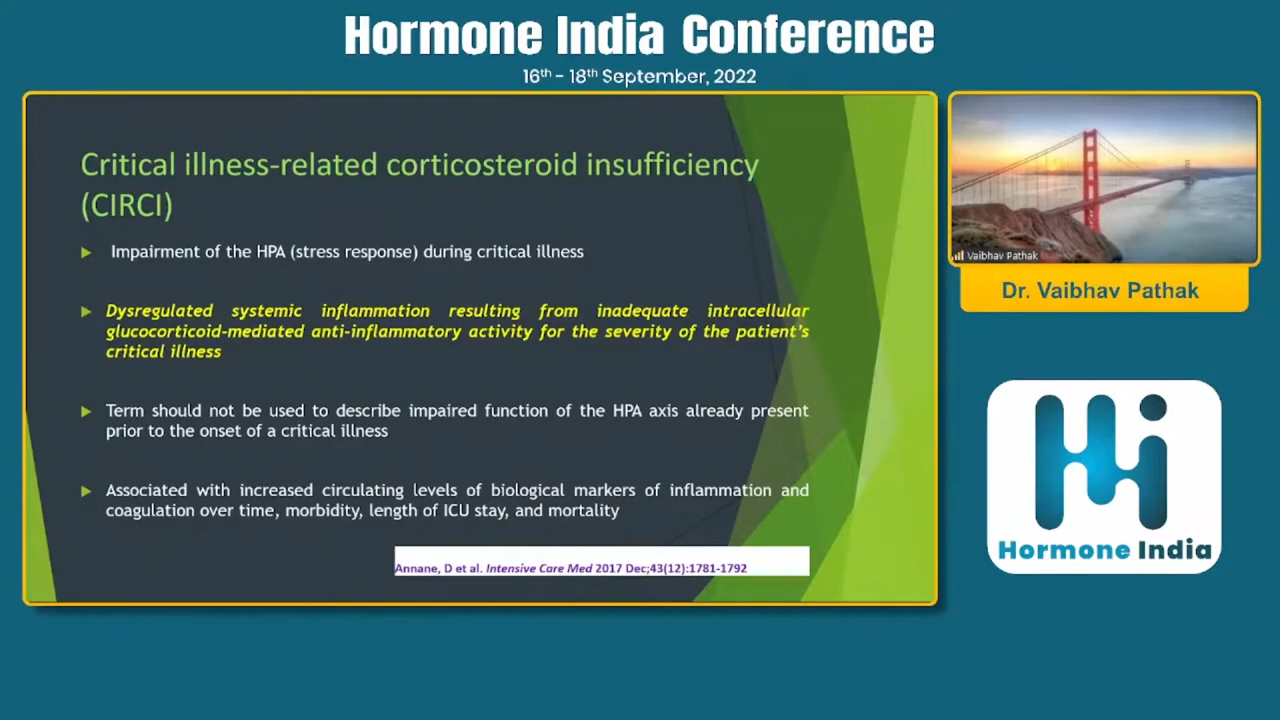 Hormone India Conference
16th - 18th September, 2022
Critical illness-related corticosteroid insufficiency
(CIRCI)
Impairment of the HPA (stress response) during critical illness
Dysregulated systemic inflammation resulting from inadequate intracellular
glucocorticoid-mediated anti-inflammatory activity for the severity of the patient's
critical illness
Term should not be used to describe impaired function of the HPA axis already present
prior to the onset of a critical illness
Associated with increased circulating levels of biological markers of inflammation and
coagulation over time, morbidity, length of ICU stay, and mortality
Annane, D et al. Intensive Care Med 2017 Dec;43(12):1781-1792
Vaibhav Pathak
Dr. Vaibhav Pathak
Hi
Hormone India